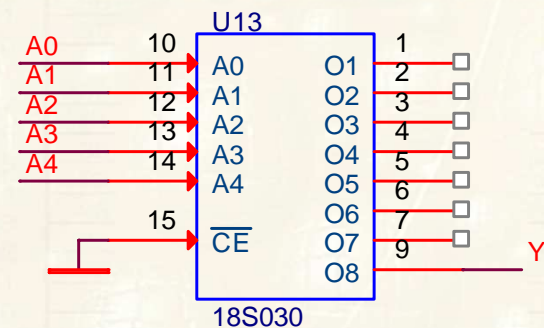 U13
A0 10 A0 O1 1
A1 11 A1 O2 2
A2 12 A2 O3 3
A3 13 A3 O4 4
A4 14 A4 O5 5
O6 6
15 CE O7 7
O8 9 Y
18S030